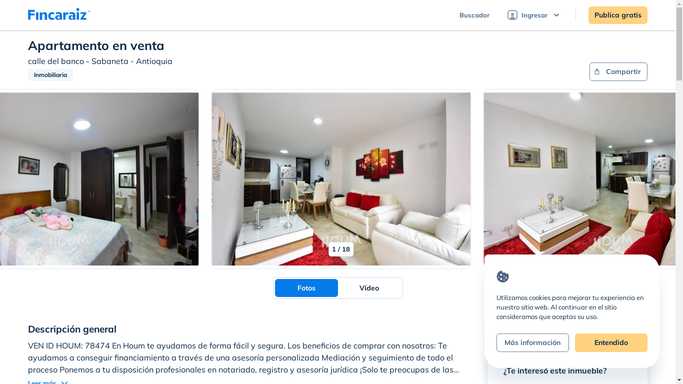 Fincaraiz
Buscador
Ingresar
Publica gratis
Apartamento en venta
calle del banco - Sabaneta - Antioquia
Inmobiliaria
Compartir
HOUM
HOUM
HOUM
1 / 18
Fotos
Video
Descripción general
VEN ID HOUM: 78474 En Houm te ayudamos de forma fácil y segura. Los beneficios de comprar con nosotros: Te
ayudamos a conseguir financiamiento a través de una asesoría personalizada Mediación y seguimiento de todo el
proceso Ponemos a tu disposición profesionales en notariado, registro y asesoría jurídica ¡Solo te preocupas de las...
Leer más
Utilizamos cookies para mejorar tu experiencia en
nuestro sitio web. Al continuar en el sitio
consideramos que aceptas su uso.
Más información
Entendido
¿Te interesó este inmueble?